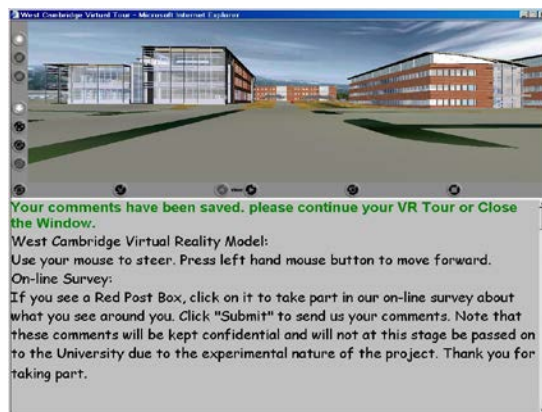 West Cambridge Virtual Tour - Microsoft Internet Explorer
View
Your comments have been saved. please continue your VR Tour or Close
the Window.
West Cambridge Virtual Reality Model:
Use your mouse to steer. Press left hand mouse button to move forward.
On-line Survey:
If you see a Red Post Box, click on it to take part in our on-line survey about
what you see around you. Click "Submit" to send us your comments. Note that
these comments will be kept confidential and will not at this stage be passed on
to the University due to the experimental nature of the project. Thank you for
taking part.